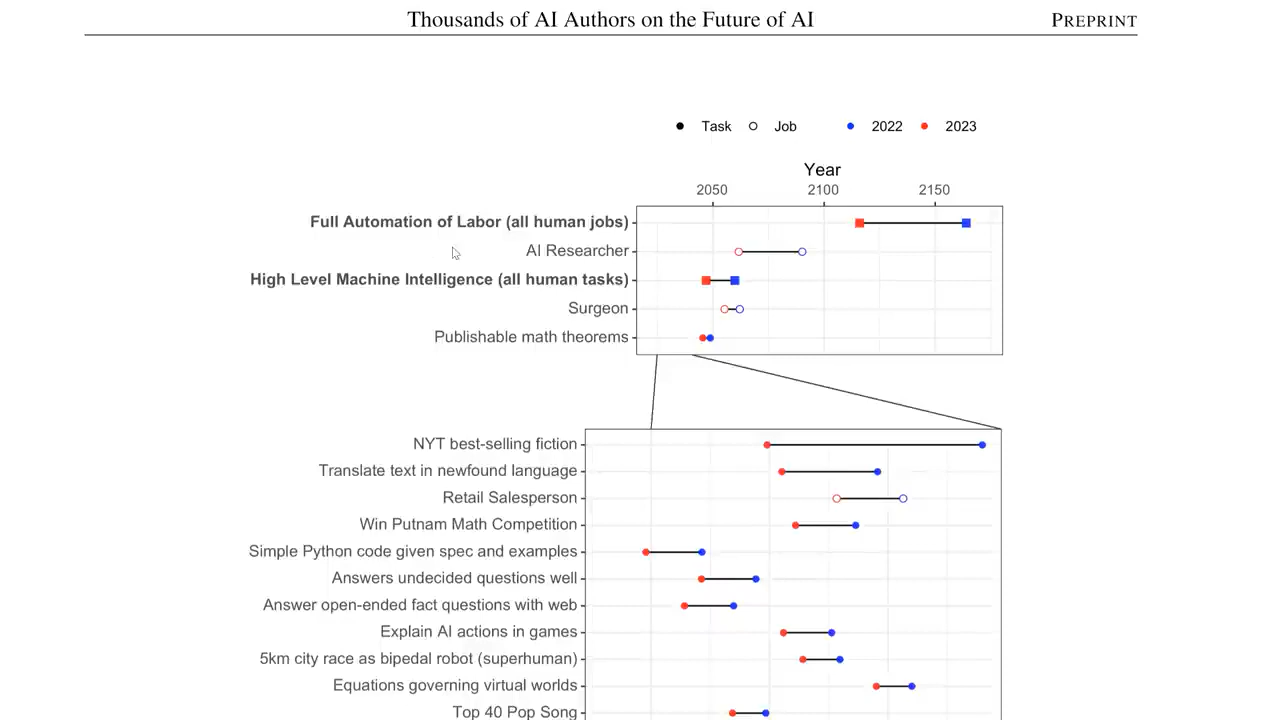 Thousands of AI Authors on the Future of AI PREPRINT
Task Job 2022 2023
Year
2050 2100 2150
Full Automation of Labor (all human jobs)
AI Researcher
High Level Machine Intelligence (all human tasks)
Surgeon
Publishable math theorems
NYT best-selling fiction
Translate text in newfound language
Retail Salesperson
Win Putnam Math Competition
Simple Python code given spec and examples
Answers undecided questions well
Answer open-ended fact questions with web
Explain AI actions in games
5km city race as bipedal robot (superhuman)
Equations governing virtual worlds
Top 40 Pop Song